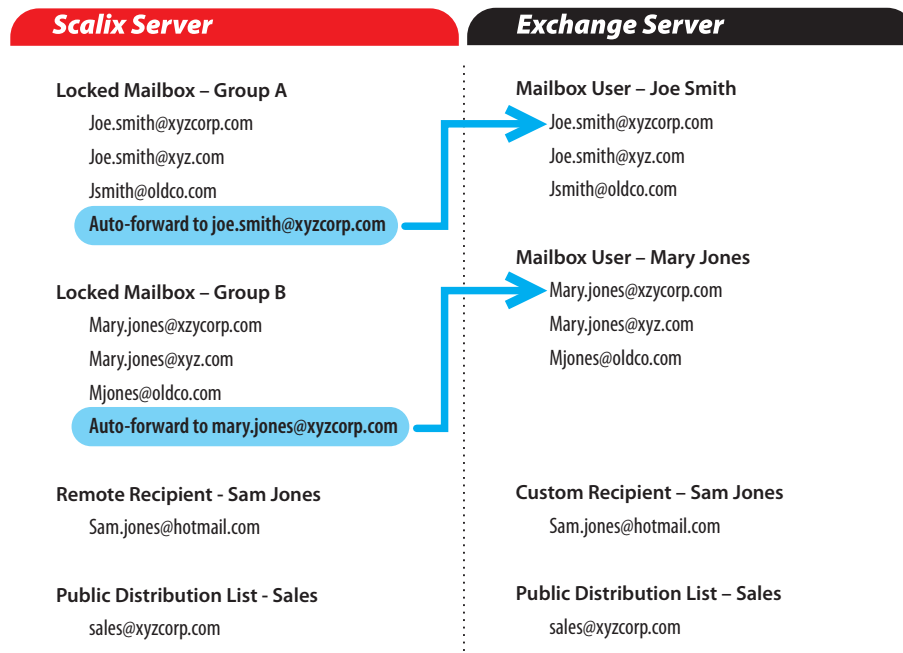 Scalix Server
Locked Mailbox – Group A
Joe.smith@xyzcorp.com
Joe.smith@xyz.com
Jsmith@oldco.com
Auto-forward to joe.smith@xyzcorp.com
Locked Mailbox – Group B
Mary.jones@xzycorp.com
Mary.jones@xyz.com
Mjones@oldco.com
Auto-forward to mary.jones@xyzcorp.com
Remote Recipient - Sam Jones
Sam.jones@hotmail.com
Public Distribution List - Sales
sales@xyzcorp.com
Exchange Server
Mailbox User – Joe Smith
Joe.smith@xyzcorp.com
Joe.smith@xyz.com
Jsmith@oldco.com
Mailbox User – Mary Jones
Mary.jones@xzycorp.com
Mary.jones@xyz.com
Mjones@oldco.com
Custom Recipient – Sam Jones
Sam.jones@hotmail.com
Public Distribution List – Sales
sales@xyzcorp.com